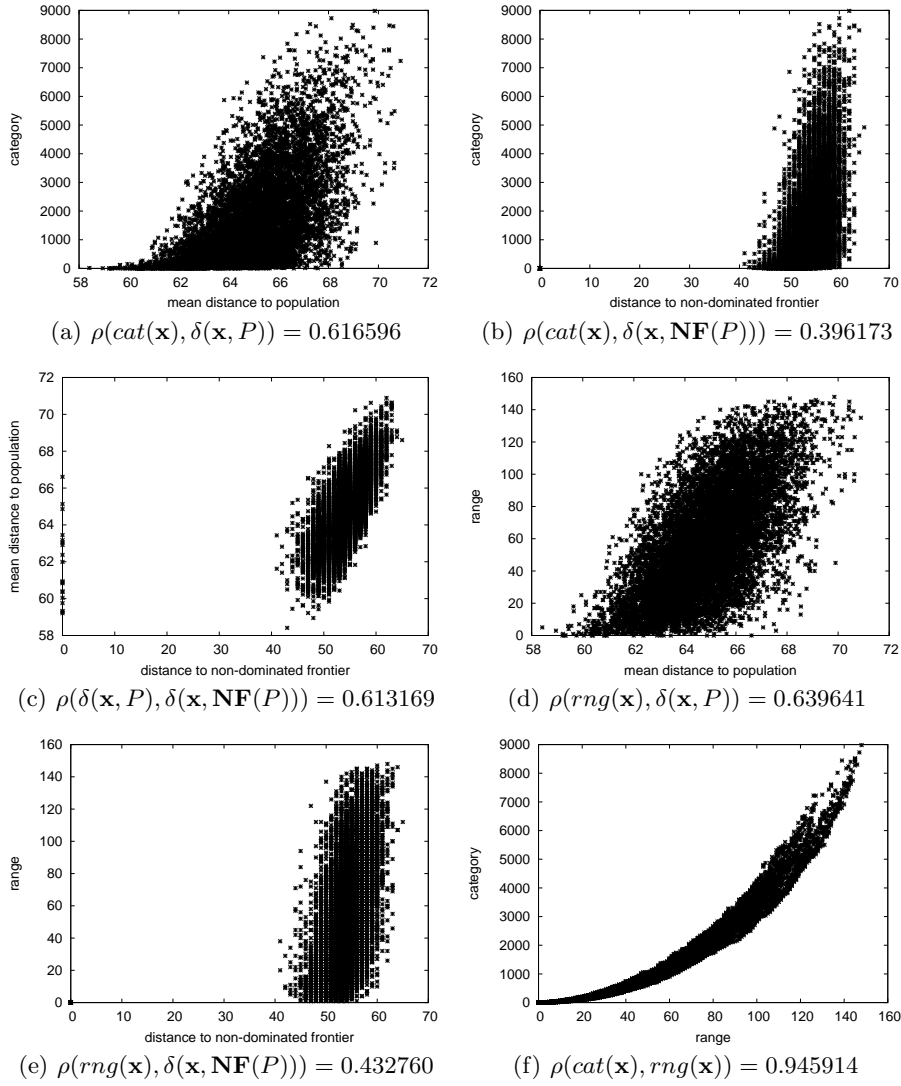 9000
8000
7000
6000
5000
4000
3000
2000
1000
0
category
58 60 62 64 66 68 70 72
mean distance to population
(a) ρ(cat(x), δ(x, P)) = 0.616596
9000
8000
7000
6000
5000
4000
3000
2000
1000
0
category
0 10 20 30 40 50 60 70
distance to non-dominated frontier
(b) ρ(cat(x), δ(x, NF(P))) = 0.396173
72
70
68
66
64
62
60
58
mean distance to population
0 10 20 30 40 50 60 70
distance to non-dominated frontier
(c) ρ(δ(x, P), δ(x, NF(P))) = 0.613169
160
140
120
100
80
60
40
20
0
range
58 60 62 64 66 68 70 72
mean distance to population
(d) ρ(rng(x), δ(x, P)) = 0.639641
160
140
120
100
80
60
40
20
0
range
0 10 20 30 40 50 60 70
distance to non-dominated frontier
(e) ρ(rng(x), δ(x, NF(P))) = 0.432760
9000
8000
7000
6000
5000
4000
3000
2000
1000
0
category
0 20 40 60 80 100 120 140 160
range
(f) ρ(cat(x), rng(x)) = 0.945914